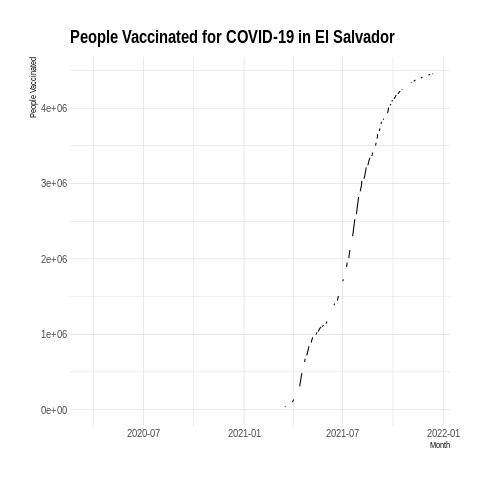 People Vaccinated for COVID-19 in El Salvador
People Vaccinated
4e+06
3e+06
2e+06
1e+06
0e+00
2020-07 2021-01 2021-07 2022-01
Month